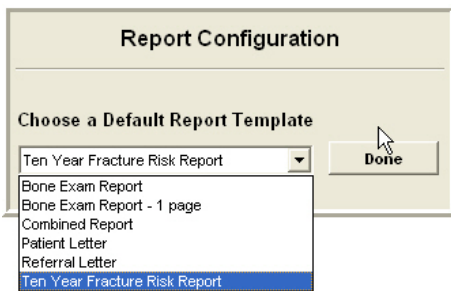 Report Configuration
Choose a Default Report Template
Ten Year Fracture Risk Report
Done
Bone Exam Report
Bone Exam Report - 1 page
Combined Report
Patient Letter
Referral Letter
Ten Year Fracture Risk Report